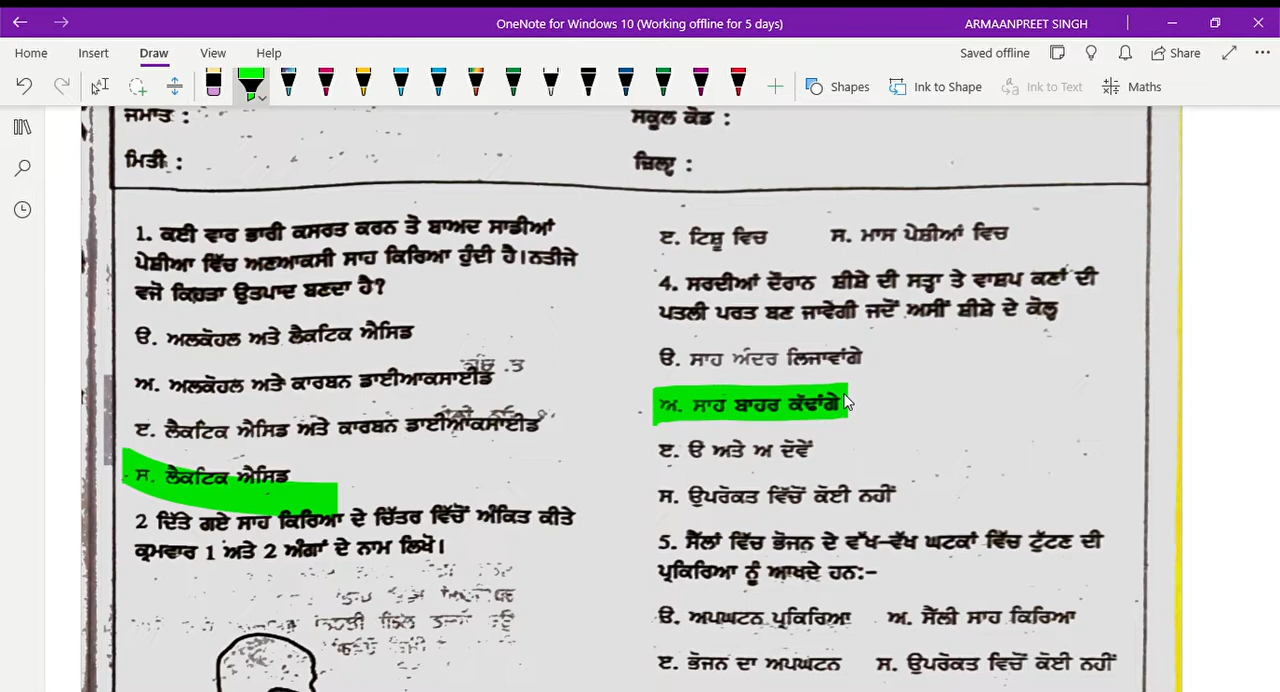 OneNote for Windows 10 (Working offline for 5 days)
ARMAANPREET SINGH
Home Insert Draw View Help
Saved offline
Share
Shapes
Ink to Shape
Ink to Text
Maths
ਜਮਾਤ :
ਸਕੂਲ ਕੋਡ :
ਮਿਤੀ :
ਜ਼ਿਲ੍ਹਾ :
1. ਕਈ ਵਾਰ ਭਾਰੀ ਕਸਰਤ ਕਰਨ ਤੋਂ ਬਾਅਦ ਸਾਡੀਆਂ
ਪੇਸ਼ੀਆ ਵਿੱਚ ਅਣਆਕਸੀ ਸਾਹ ਕਿਰਿਆ ਹੁੰਦੀ ਹੈ।ਨਤੀਜੇ
ਵਜੋ ਕਿਹੜਾ ਉਤਪਾਦ ਬਣਦਾ ਹੈ?
ੳ. ਅਲਕੋਹਲ ਅਤੇ ਲੈਕਟਿਕ ਐਸਿਡ
ਅ. ਅਲਕੋਹਲ ਅਤੇ ਕਾਰਬਨ ਡਾਈਆਕਸਾਈਡ
ੲ. ਲੈਕਟਿਕ ਐਸਿਡ ਅਤੇ ਕਾਰਬਨ ਡਾਈਆਕਸਾਈਡ
ਸ. ਲੈਕਟਿਕ ਐਸਿਡ
2 ਦਿੱਤੇ ਗਏ ਸਾਹ ਕਿਰਿਆ ਦੇ ਚਿੱਤਰ ਵਿੱਚੋਂ ਅੰਕਿਤ ਕੀਤੇ
ਕ੍ਰਮਵਾਰ 1 ਅਤੇ 2 ਅੰਗਾਂ ਦੇ ਨਾਮ ਲਿਖੋ।
ੲ. ਟਿਸ਼ੂ ਵਿਚ ਸ. ਮਾਸ ਪੇਸ਼ੀਆਂ ਵਿਚ
4. ਸਰਦੀਆਂ ਦੌਰਾਨ ਸ਼ੀਸ਼ੇ ਦੀ ਸਤ੍ਹਾ ਤੇ ਵਾਸ਼ਪ ਕਣਾਂ ਦੀ
ਪਤਲੀ ਪਰਤ ਬਣ ਜਾਵੇਗੀ ਜਦੋਂ ਅਸੀਂ ਸ਼ੀਸ਼ੇ ਦੇ ਕੋਲ੍ਹ
ੳ. ਸਾਹ ਅੰਦਰ ਲਿਜਾਵਾਂਗੇ
ਅ. ਸਾਹ ਬਾਹਰ ਕੱਢਾਂਗੇ
ੲ. ੳ ਅਤੇ ਅ ਦੋਵੇਂ
ਸ. ਉਪਰੋਕਤ ਵਿੱਚੋਂ ਕੋਈ ਨਹੀਂ
5. ਸੈੱਲਾਂ ਵਿੱਚ ਭੋਜਨ ਦੇ ਵੱਖ-ਵੱਖ ਘਟਕਾਂ ਵਿੱਚ ਟੁੱਟਣ ਦੀ
ਪ੍ਰਕਿਰਿਆ ਨੂੰ ਆਖਦੇ ਹਨ:-
ੳ. ਅਪਘਟਨ ਪ੍ਰਕਿਰਿਆ ਅ. ਸੈੱਲੀ ਸਾਹ ਕਿਰਿਆ
ੲ. ਭੋਜਨ ਦਾ ਅਪਘਟਨ ਸ. ਉਪਰੋਕਤ ਵਿਚੋਂ ਕੋਈ ਨਹੀਂ